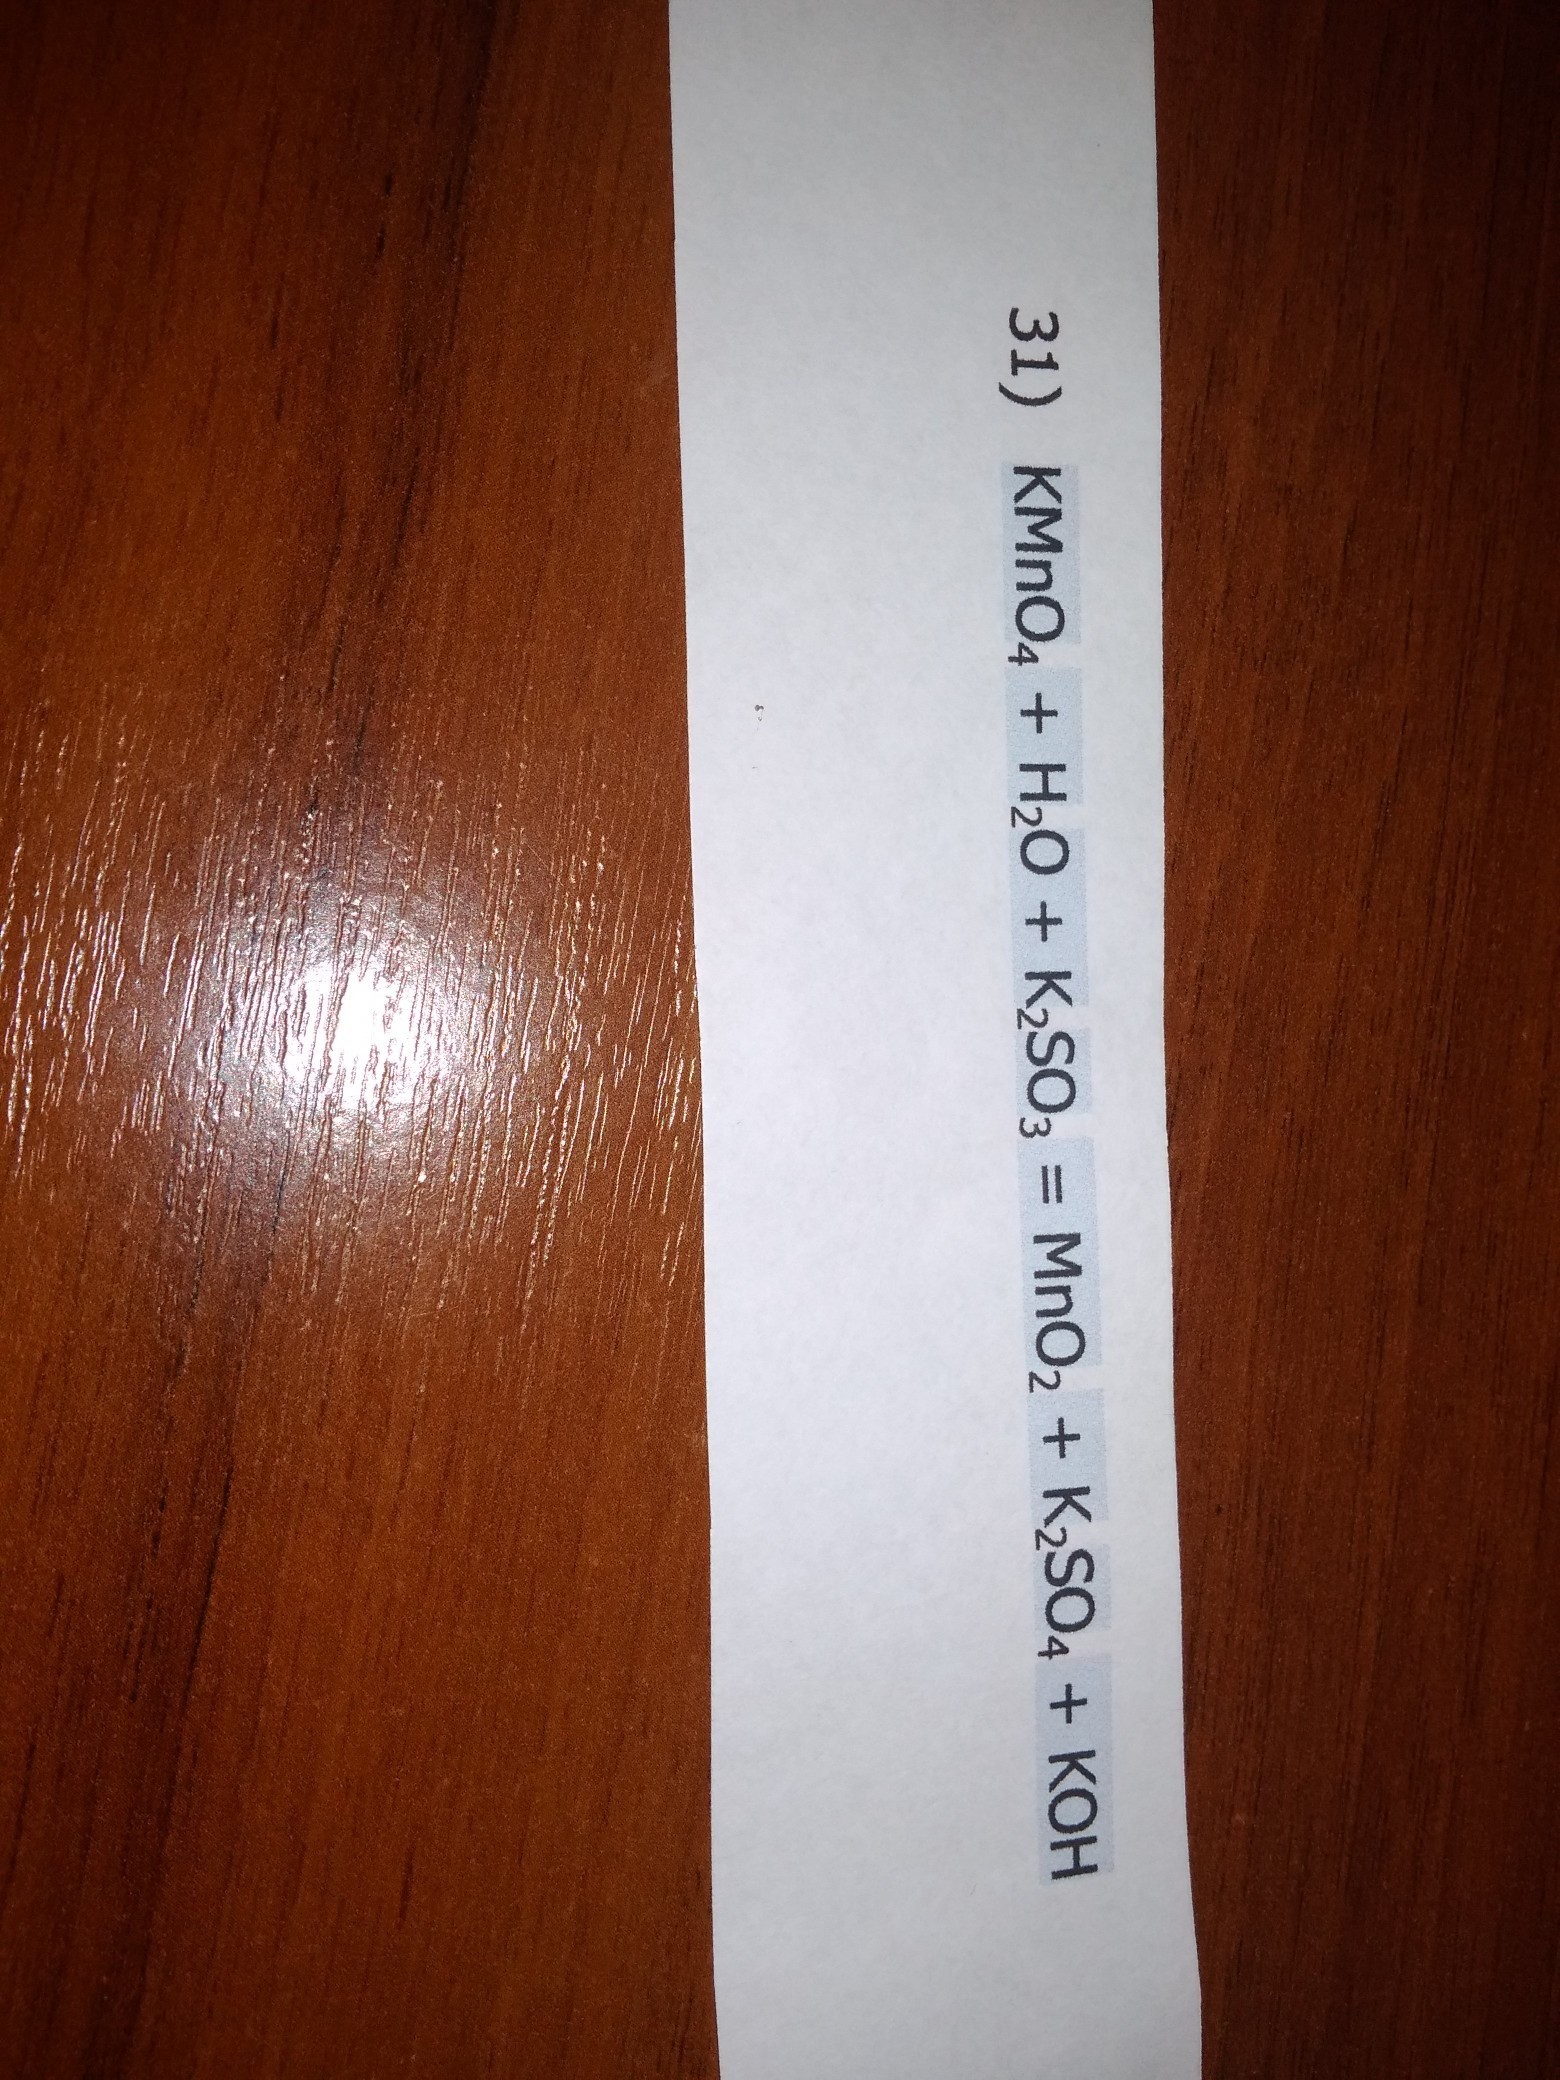 31) KMnO₄ + H₂O + K₂SO₃ = MnO₂ + K₂SO₄ + KOH